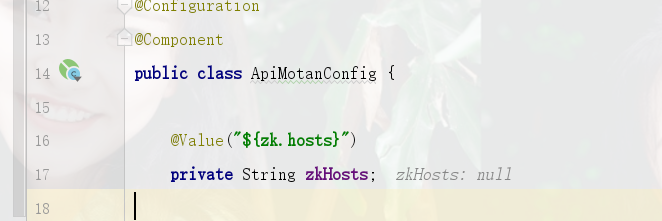 12 @Configuration
13 @Component
14 public class ApiMotanConfig {
15
16 @Value("${zk.hosts}")
17 private String zkHosts; zkHosts: null
18